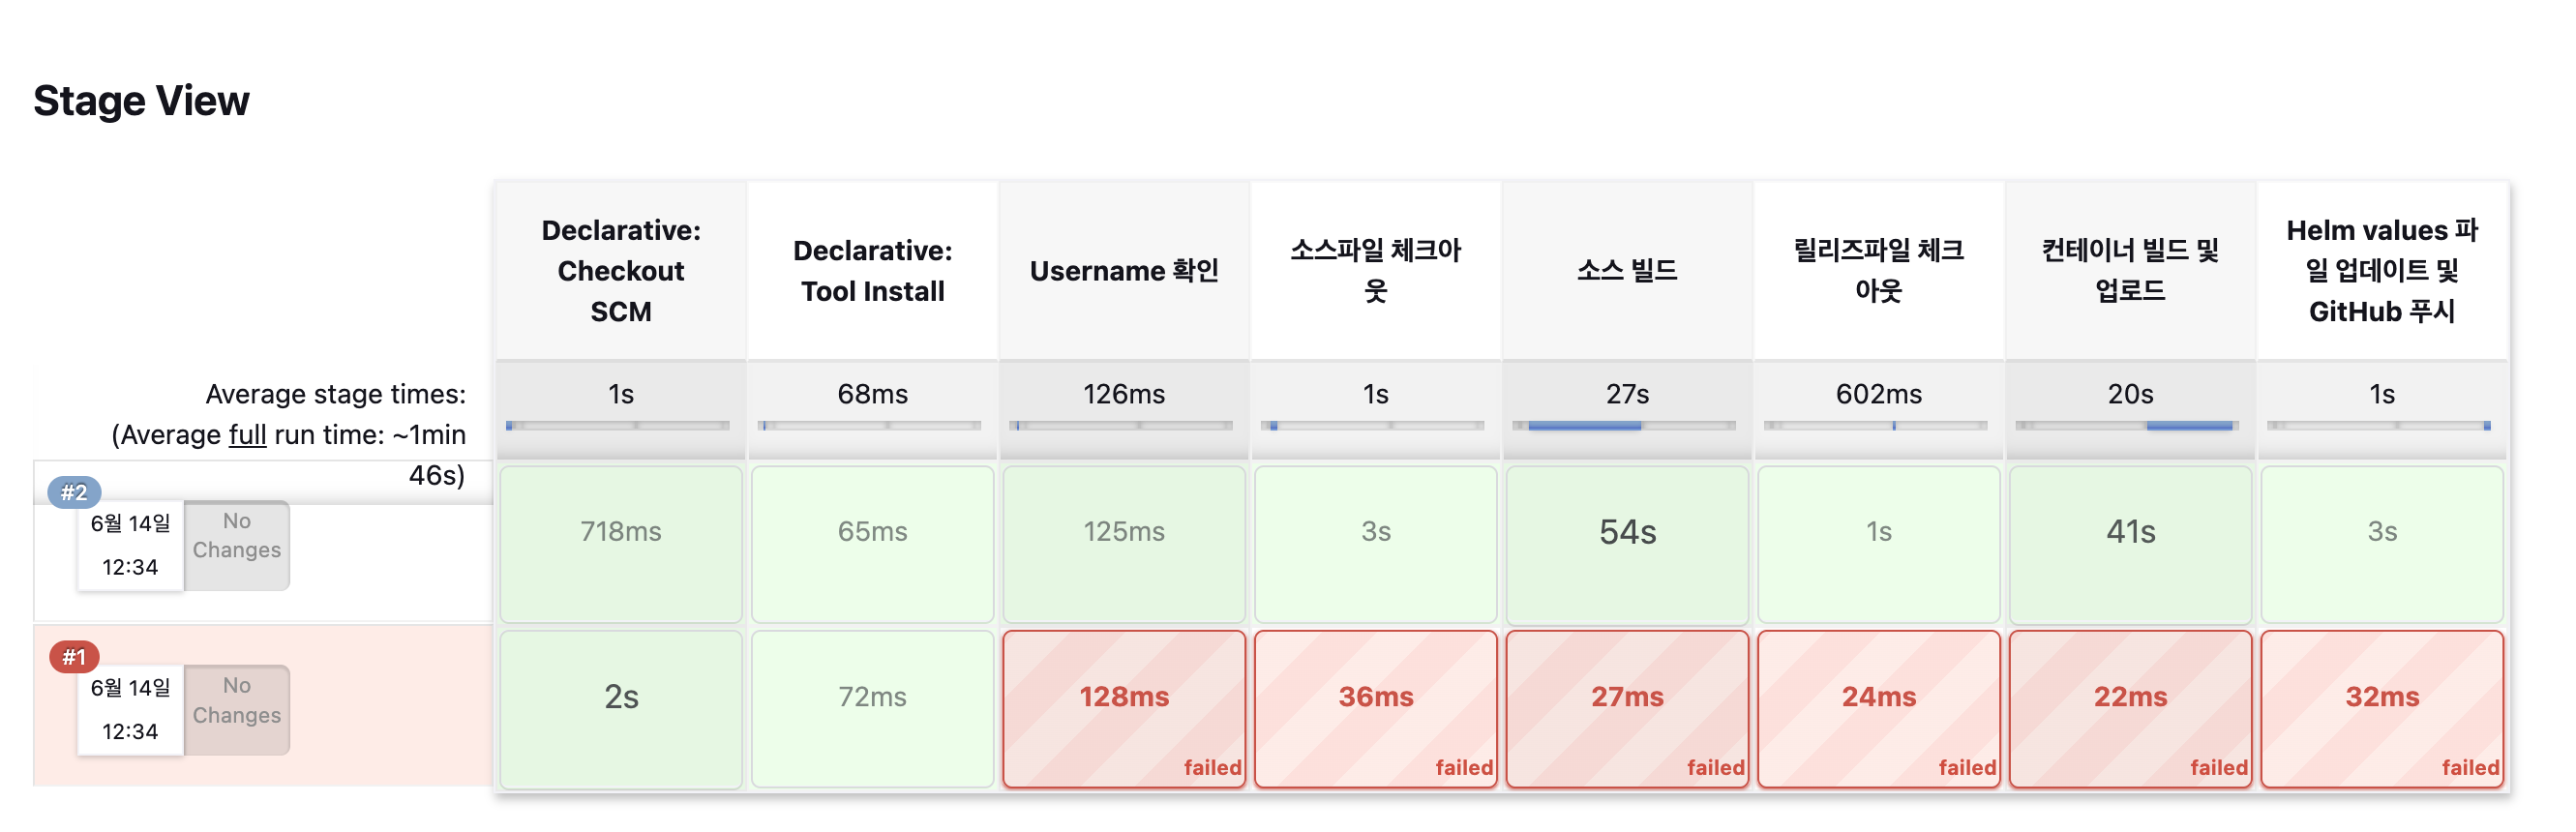 Stage View
Declarative:
Checkout
SCM
Declarative:
Tool Install
Username 확인
소스파일 체크아
웃
소스 빌드
릴리즈파일 체크
아웃
컨테이너 빌드 및
업로드
Helm values 파
일 업데이트 및
GitHub 푸시
Average stage times:
(Average full run time: ~1min
46s)
1s
68ms
126ms
1s
27s
602ms
20s
1s
#2
6월 14일
12:34
No
Changes
718ms
65ms
125ms
3s
54s
1s
41s
3s
#1
6월 14일
12:34
No
Changes
2s
72ms
128ms
failed
36ms
failed
27ms
failed
24ms
failed
22ms
failed
32ms
failed